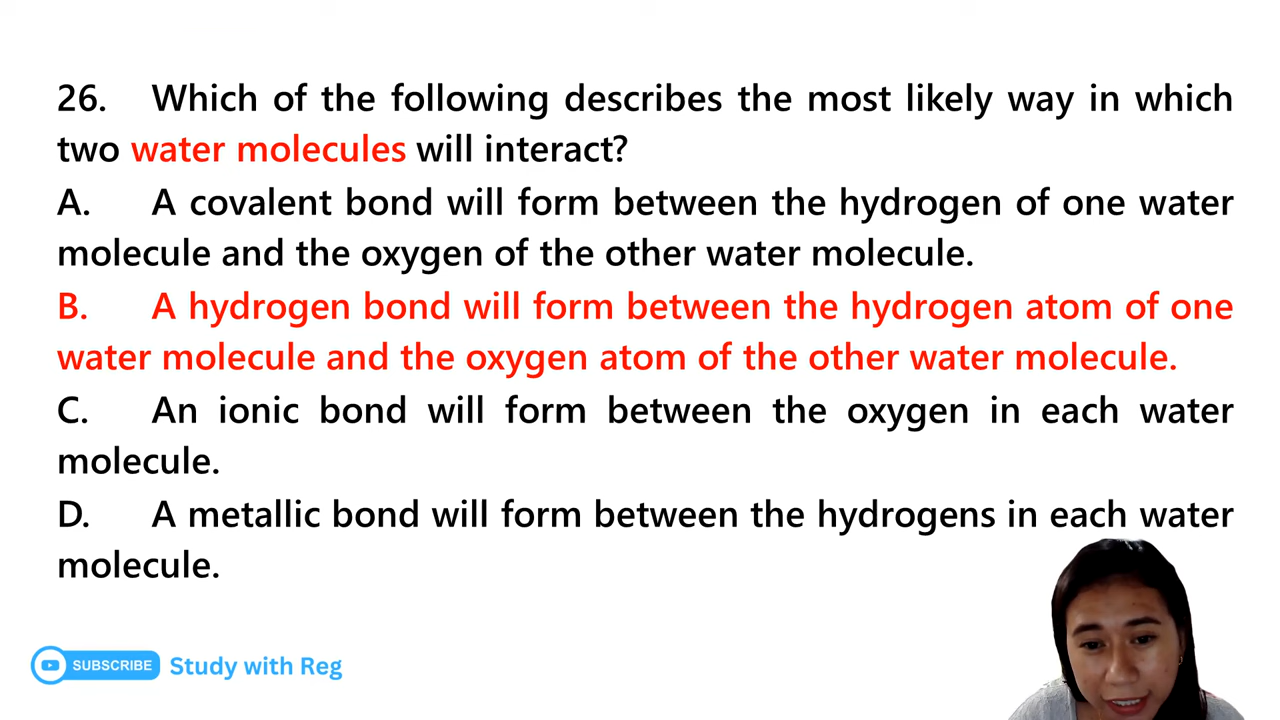 26. Which of the following describes the most likely way in which
two water molecules will interact?
A. A covalent bond will form between the hydrogen of one water
molecule and the oxygen of the other water molecule.
B. A hydrogen bond will form between the hydrogen atom of one
water molecule and the oxygen atom of the other water molecule.
C. An ionic bond will form between the oxygen in each water
molecule.
D. A metallic bond will form between the hydrogens in each water
molecule.
SUBSCRIBE Study with Reg